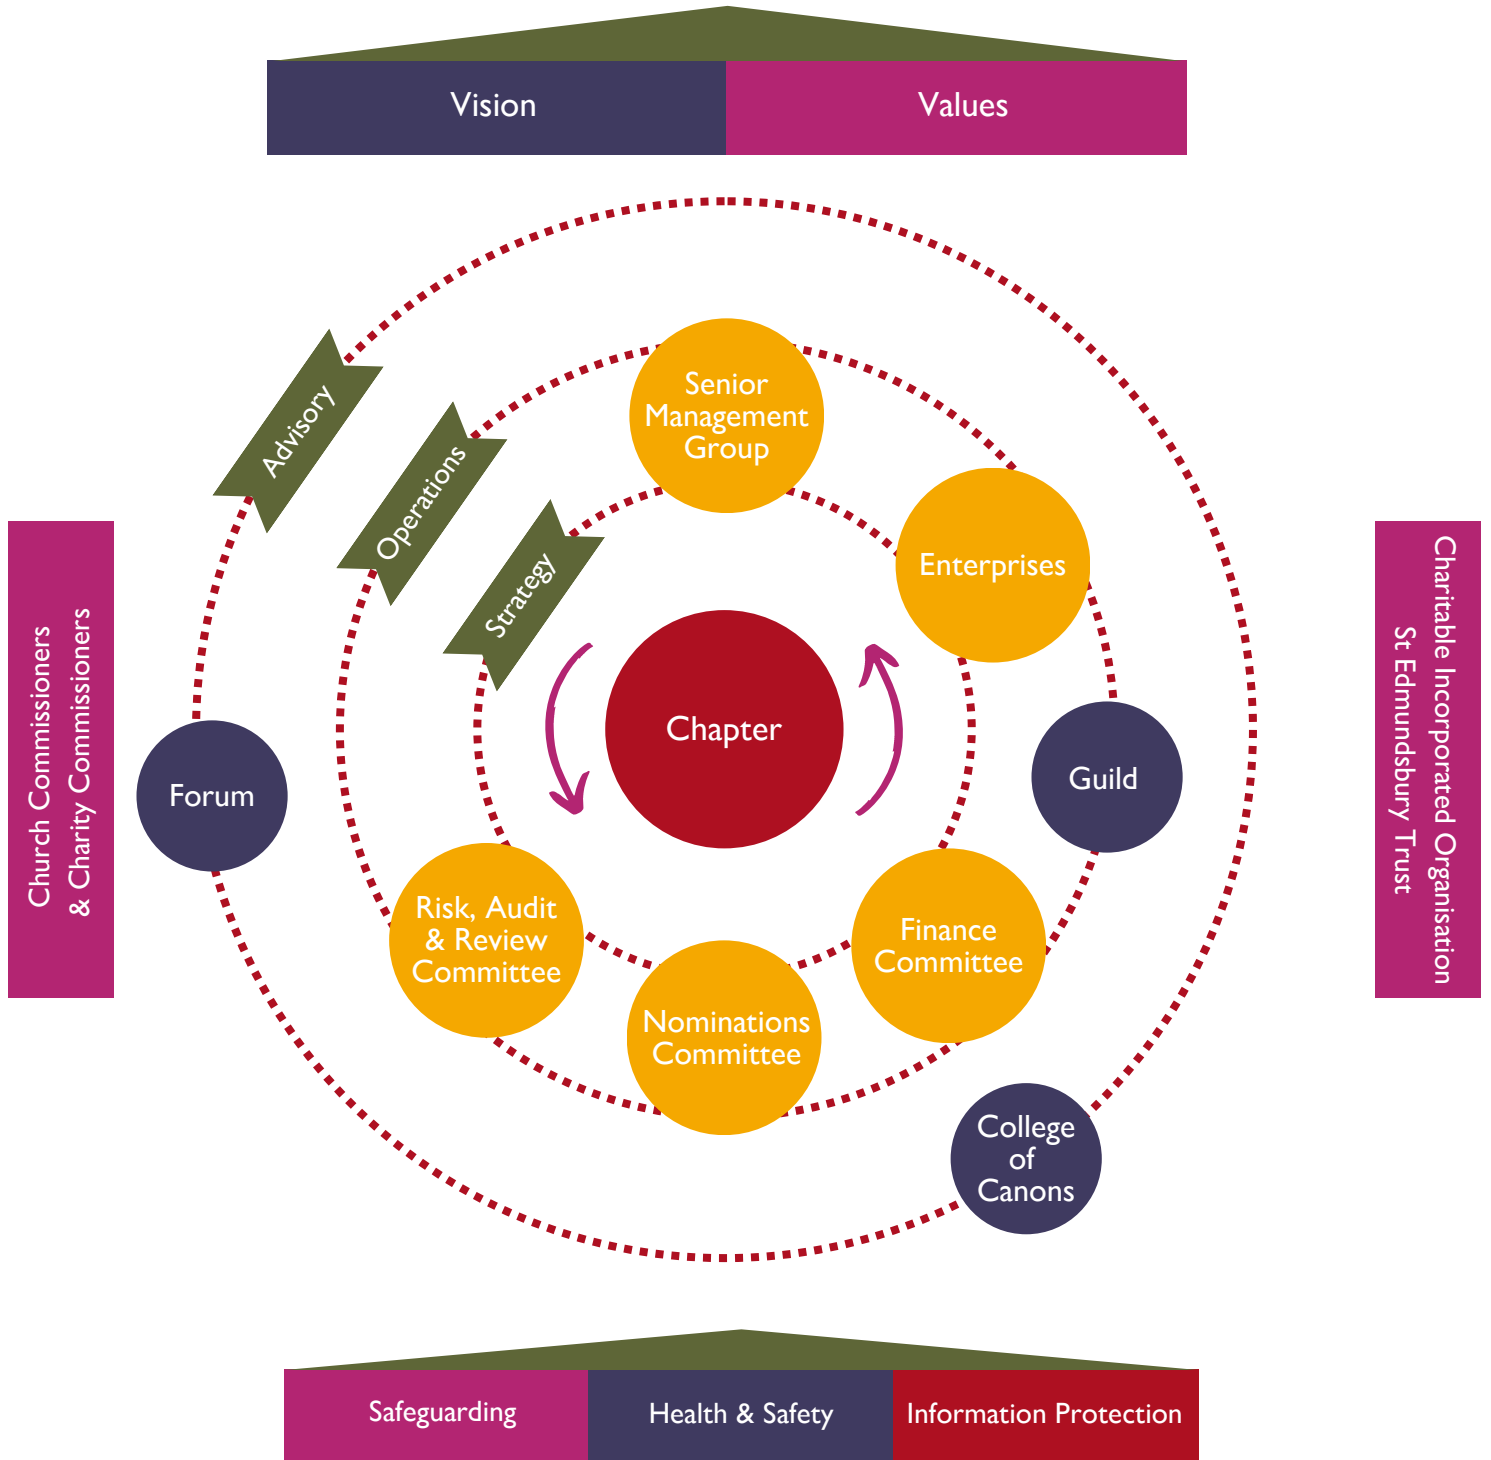 Vision
Values
Advisory
Operations
Strategy
Senior
Management
Group
Enterprises
Church Commissioners
& Charity Commissioners
Charitable Incorporated Organisation
St Edmundsbury Trust
Chapter
Forum
Guild
Risk, Audit
& Review
Committee
Finance
Committee
Nominations
Committee
College
of
Canons
Safeguarding
Health & Safety
Information Protection